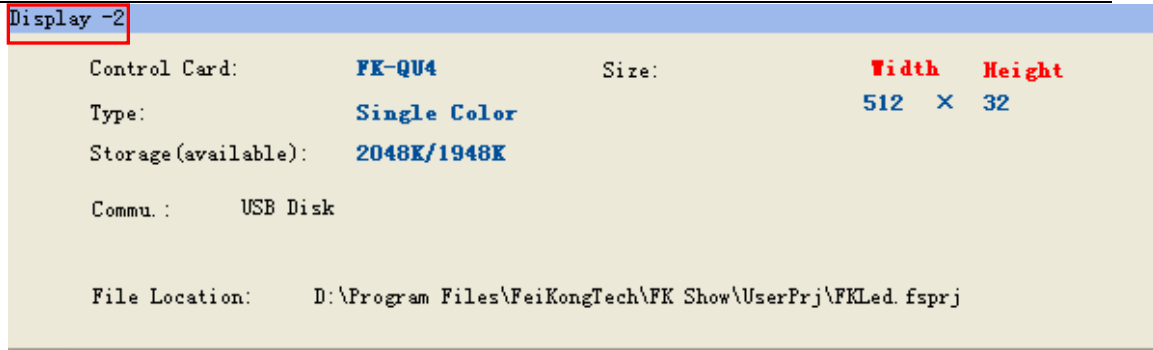 Display -2
Control Card: FK-QU4 Size: Width Height
Type: Single Color 512 × 32
Storage(available): 2048K/1948K
Commu.: USB Disk
File Location: D:\Program Files\FeiKongTech\FK Show\UserPrj\FKLed.fsprj